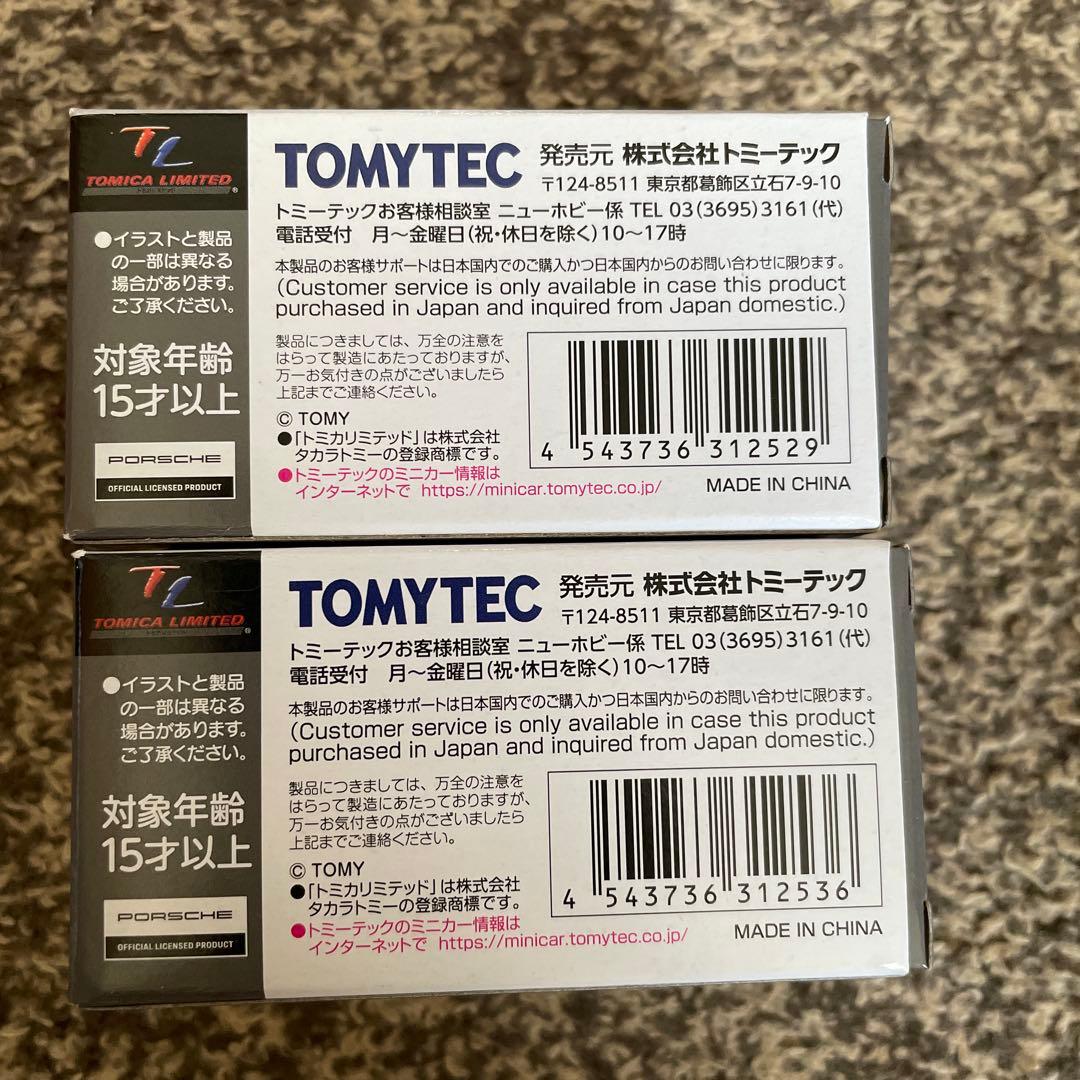 TL
TOMICA LIMITED
®
●イラストと製品
の一部は異なる
場合があります。
ご了承ください。
対象年齢
15才以上
PORSCHE
OFFICIAL LICENSED PRODUCT
TOMYTEC 発売元 株式会社トミーテック
〒124-8511 東京都葛飾区立石7-9-10
トミーテックお客様相談室 ニューホビー係 TEL 03(3695)3161(代)
電話受付　月～金曜日(祝・休日を除く)10～17時
本製品のお客様サポートは日本国内でのご購入かつ日本国内からのお問い合わせに限ります。
(Customer service is only available in case this product
purchased in Japan and inquired from Japan domestic.)
製品につきましては、万全の注意を
はらって製造にあたっておりますが、
万一お気付きの点がございましたら
上記までご連絡ください。
© TOMY
●「トミカリミテッド」は株式会社
タカラトミーの登録商標です。
●トミーテックのミニカー情報は
インターネットで https://minicar.tomytec.co.jp/
4 543736 312529
MADE IN CHINA
TL
TOMICA LIMITED
®
●イラストと製品
の一部は異なる
場合があります。
ご了承ください。
対象年齢
15才以上
PORSCHE
OFFICIAL LICENSED PRODUCT
TOMYTEC 発売元 株式会社トミーテック
〒124-8511 東京都葛飾区立石7-9-10
トミーテックお客様相談室 ニューホビー係 TEL 03(3695)3161(代)
電話受付　月～金曜日(祝・休日を除く)10～17時
本製品のお客様サポートは日本国内でのご購入かつ日本国内からのお問い合わせに限ります。
(Customer service is only available in case this product
purchased in Japan and inquired from Japan domestic.)
製品につきましては、万全の注意を
はらって製造にあたっておりますが、
万一お気付きの点がございましたら
上記までご連絡ください。
© TOMY
●「トミカリミテッド」は株式会社
タカラトミーの登録商標です。
●トミーテックのミニカー情報は
インターネットで https://minicar.tomytec.co.jp/
4 543736 312536
MADE IN CHINA